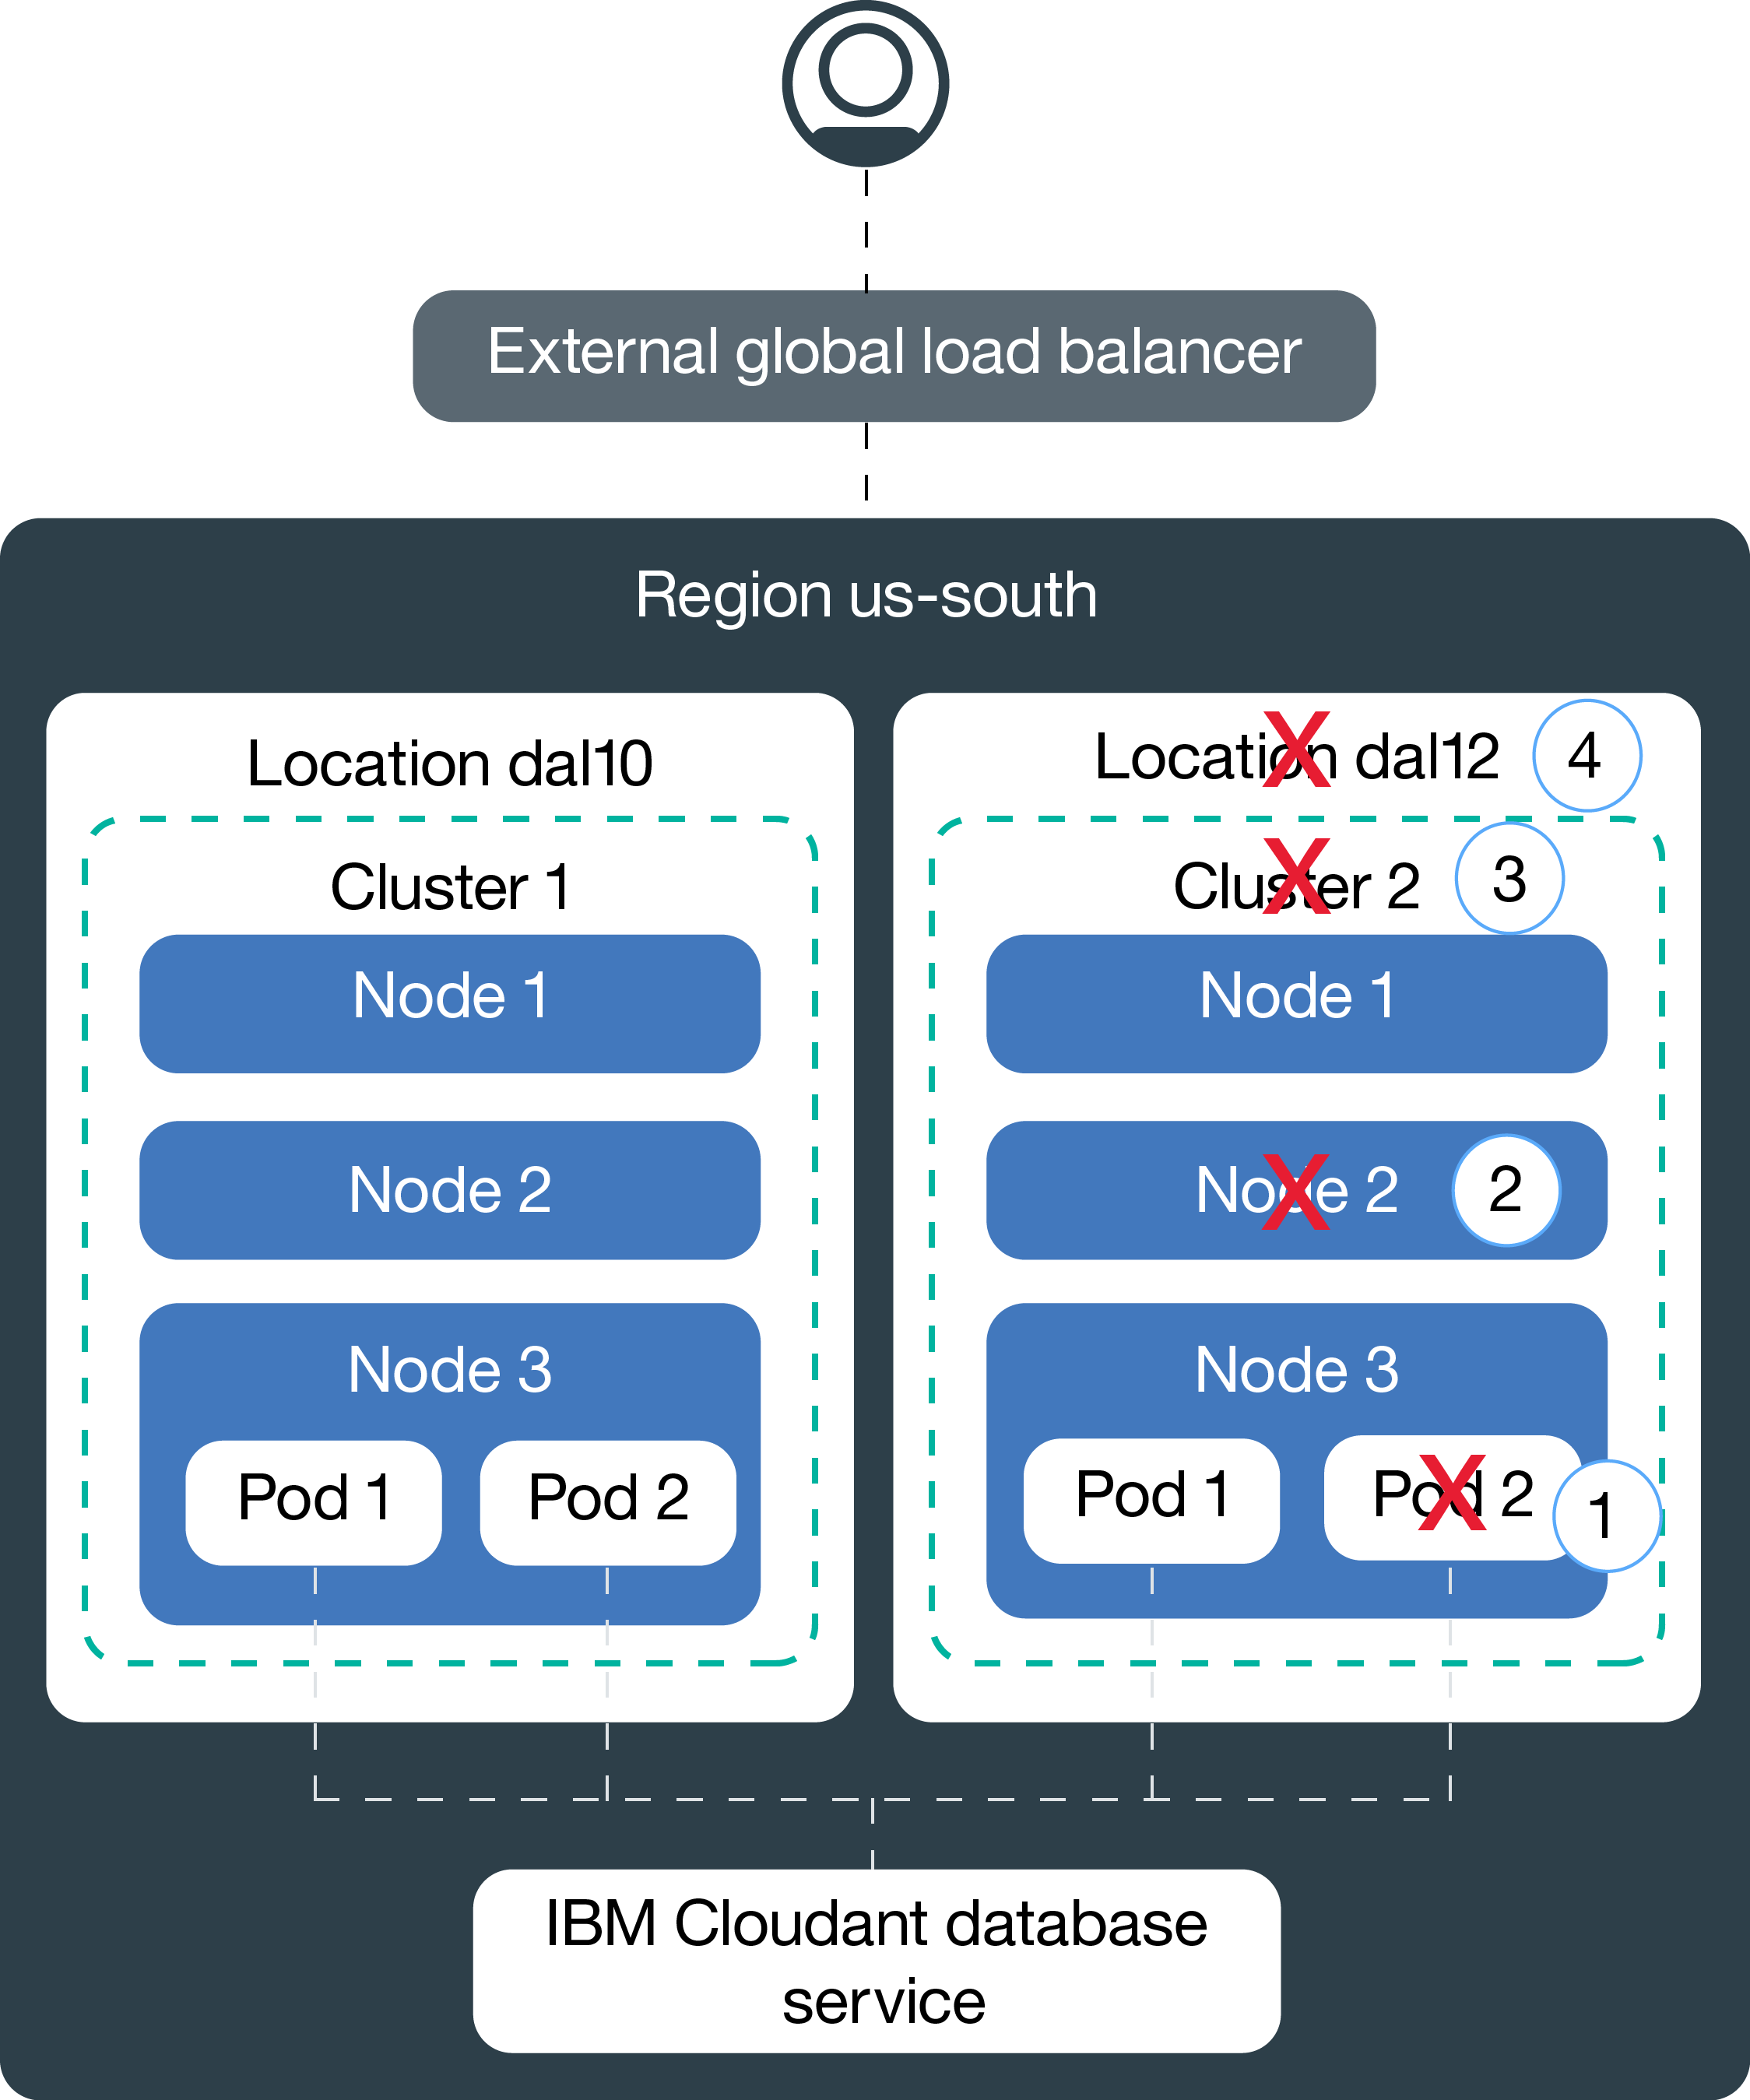 External global load balancer
Region us-south
Location dal10
Cluster 1
Node 1
Node 2
Node 3
Pod 1
Pod 2
Location dal12
X
4
Cluster 2
X
3
Node 1
Node 2
X
2
Node 3
Pod 1
Pod 2
X
1
IBM Cloudant database
service